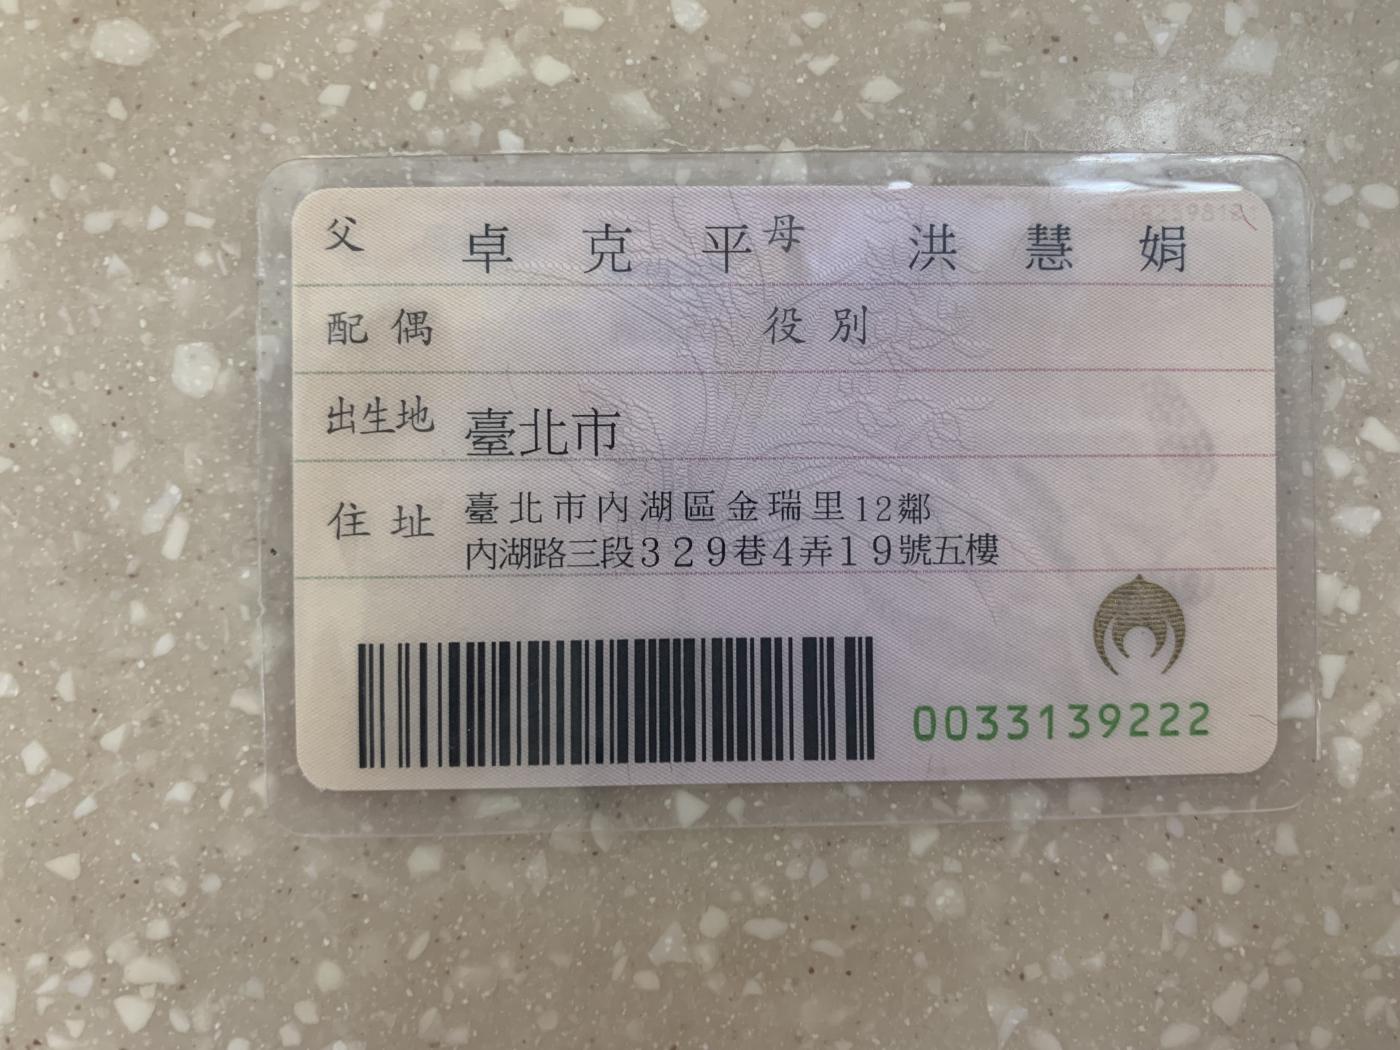 父 卓克平 母 洪慧娟
配偶 役別
出生地 臺北市
住址 臺北市內湖區金瑞里12鄰
內湖路三段329巷4弄19號五樓
0033139222